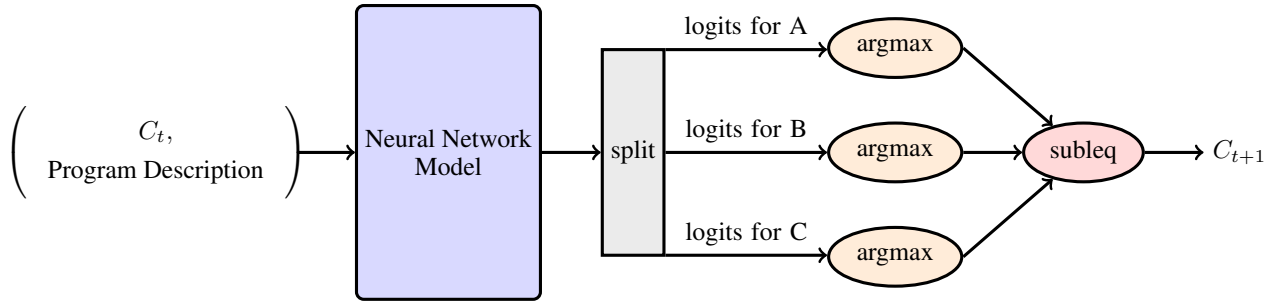 C_t,
Program Description
Neural Network
Model
split
logits for A
argmax
logits for B
argmax
logits for C
argmax
subleq
C_{t+1}